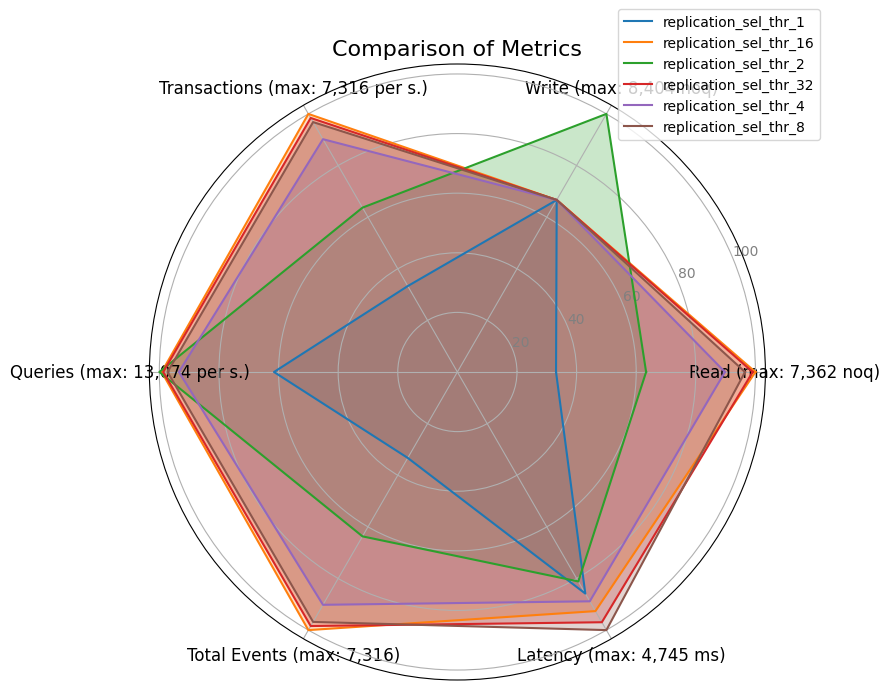 Comparison of Metrics
replication_sel_thr_1
replication_sel_thr_16
replication_sel_thr_2
replication_sel_thr_32
replication_sel_thr_4
replication_sel_thr_8
Transactions (max: 7,316 per s.)
Write (max:
100
80
60
40
20
Queries (max: per s.)
Read (max: 7,362 noq)
Total Events (max: 7,316)
Latency (max: 4,745 ms)